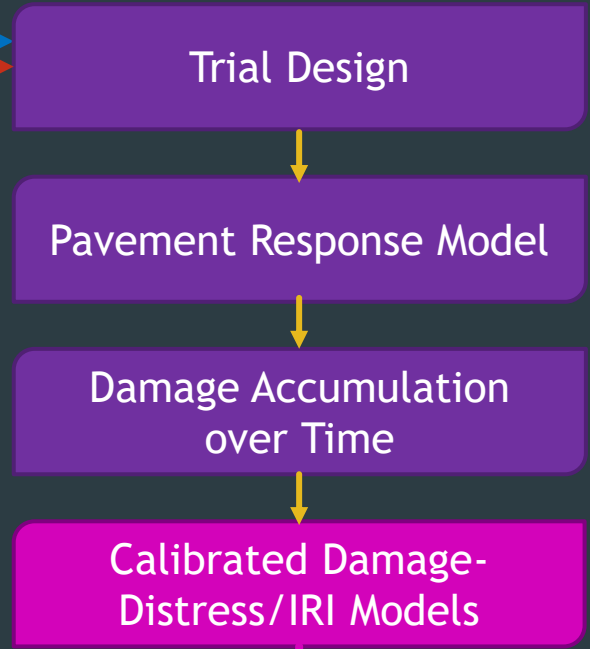 Trial Design
Pavement Response Model
Damage Accumulation
over Time
Calibrated Damage-
Distress/IRI Models